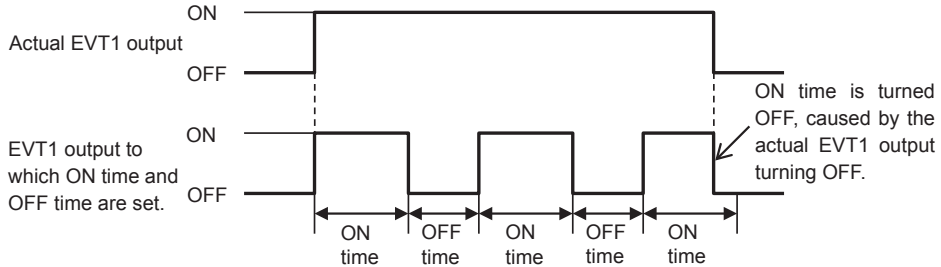 ON
Actual EVT1 output
OFF
ON time is turned
OFF, caused by the
actual EVT1 output
turning OFF.
ON
EVT1 output to
which ON time and
OFF time are set.
OFF
ON
time
OFF
time
ON
time
OFF
time
ON
time